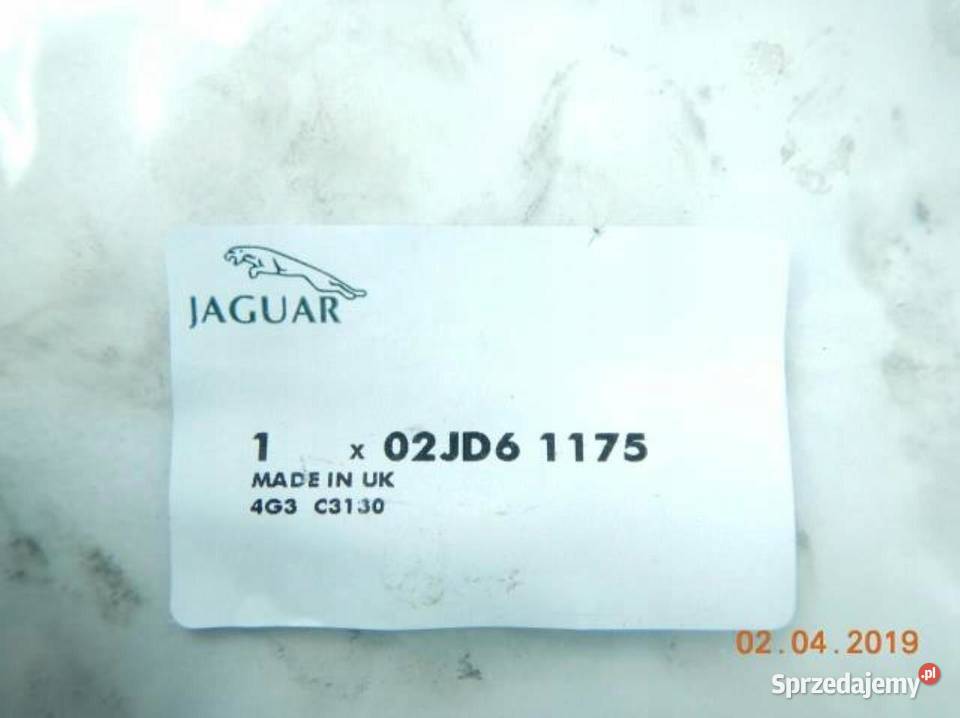 JAGUAR
1 x 02JD6 1175
MADE IN UK
4G3 C3130
02.04.2019
Sprzedajemy.pl